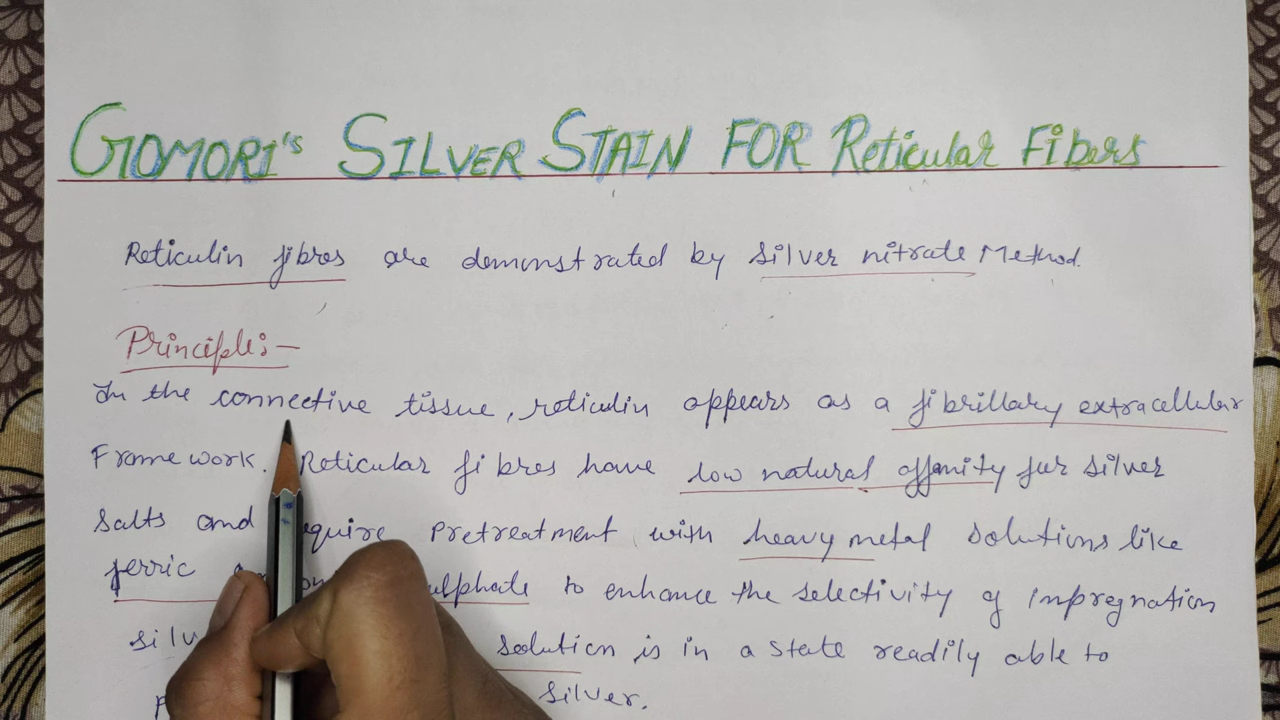 GOMORI's SILVER STAIN FOR Reticular Fibers
Reticulin fibres are demonstrated by silver nitrate Method.
Principle:-
In the connective tissue, reticulin appears as a fibrillary extracellular
Framework. Reticular fibres have low natural affinity for silver
Salts and require pretreatment with heavy metal solutions like
ferric sulphate to enhance the selectivity of impregnation
solution is in a state readily able to
silver.